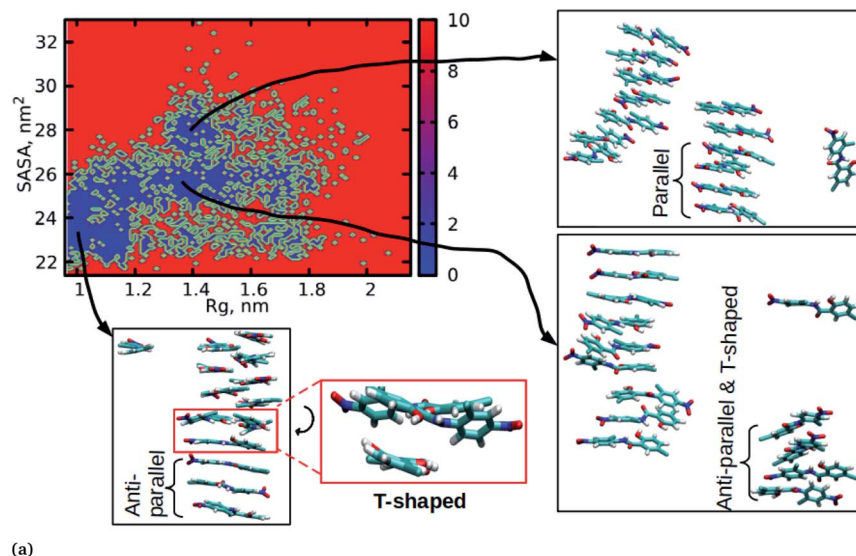 32
30
28
26
24
22
SASA, nm²
1
1.2
1.4
1.6
1.8
2
Rg, nm
10
8
6
4
2
0
Parallel
Anti-parallel & T-shaped
Anti-
parallel
T-shaped
(a)